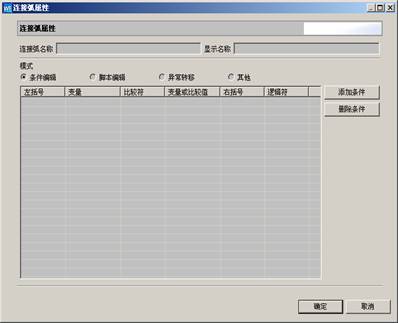 连接弧属性
连接弧属性
连接弧名称 显示名称
模式
条件编辑 脚本编辑 异常转移 其他
左括号 变量 比较符 变量或比较值 右括号 逻辑符
添加条件
删除条件
确定 取消